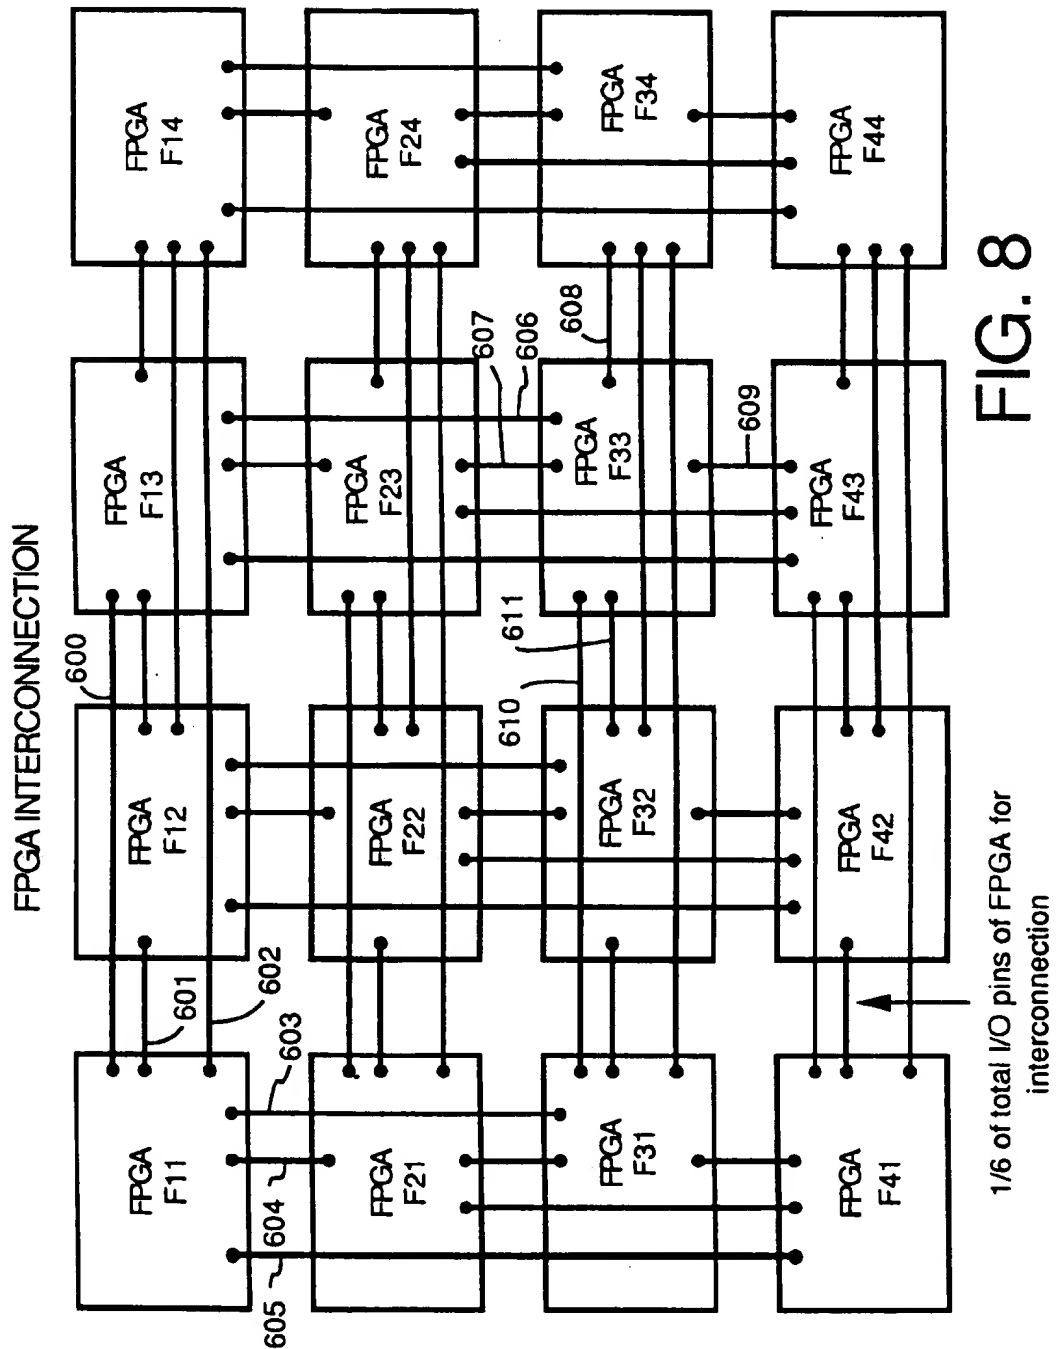 FPGA INTERCONNECTION
FPGA
F11
FPGA
F12
FPGA
F13
FPGA
F14
600
601
602
603
604
605
FPGA
F21
FPGA
F22
FPGA
F23
FPGA
F24
607
606
FPGA
F31
FPGA
F32
FPGA
F33
FPGA
F34
608
610
611
609
FPGA
F41
FPGA
F42
FPGA
F43
FPGA
F44
1/6 of total I/O pins of FPGA for
interconnection
FIG. 8